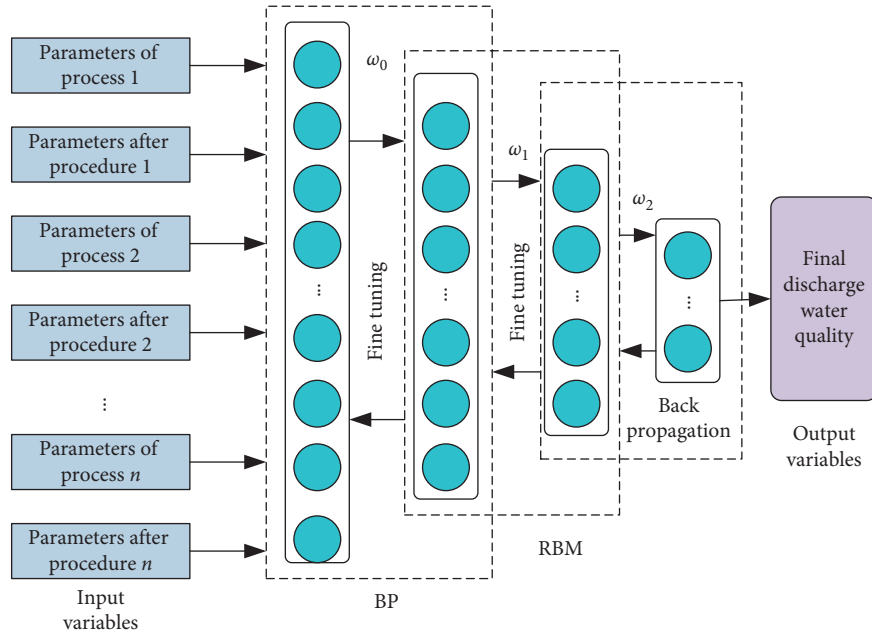 Parameters of
process 1
Parameters after
procedure 1
Parameters of
process 2
Parameters after
procedure 2
...
Parameters of
process n
Parameters after
procedure n
Input
variables
ω0
...
Fine tuning
BP
...
ω1
Fine tuning
RBM
...
ω2
...
Back
propagation
Final
discharge
water
quality
Output
variables